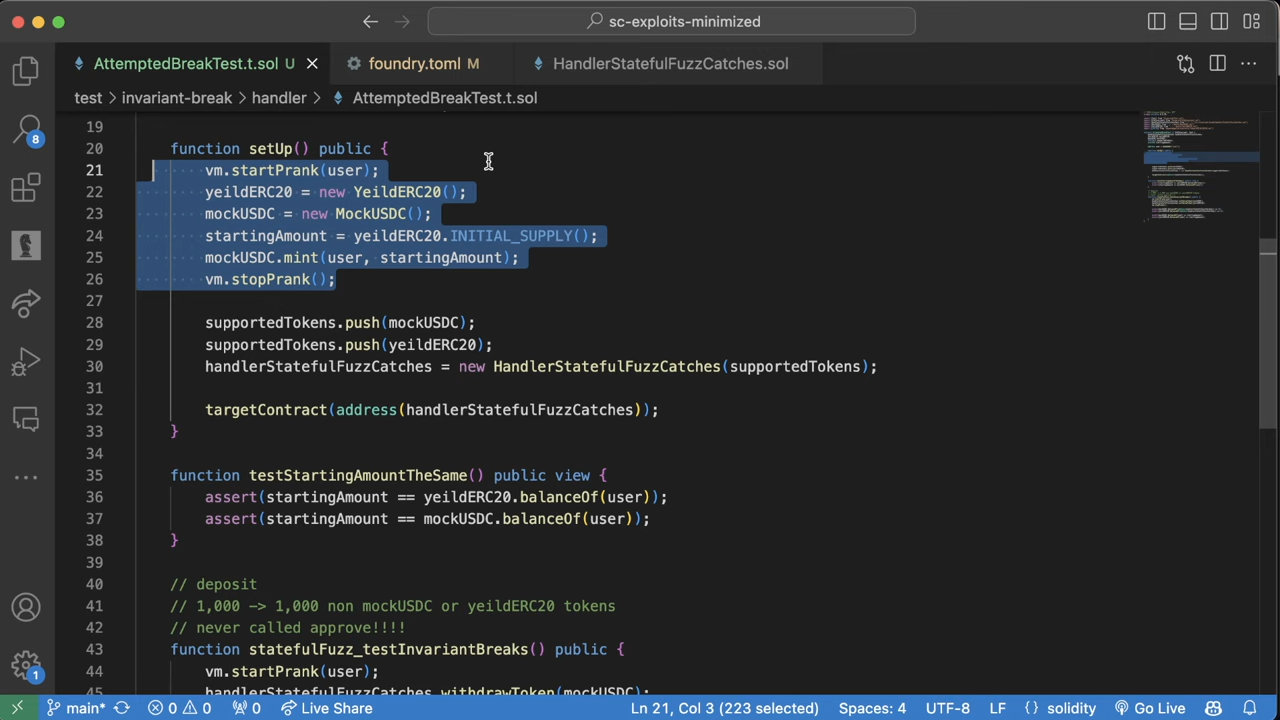 sc-exploits-minimized
AttemptedBreakTest.t.sol U
foundry.toml M
HandlerStatefulFuzzCatches.sol
test > invariant-break > handler > AttemptedBreakTest.t.sol
19
20 function setUp() public {
21 vm.startPrank(user);
22 yeildERC20 = new YeildERC20();
23 mockUSDC = new MockUSDC();
24 startingAmount = yeildERC20.INITIAL_SUPPLY();
25 mockUSDC.mint(user, startingAmount);
26 vm.stopPrank();
27
28 supportedTokens.push(mockUSDC);
29 supportedTokens.push(yeildERC20);
30 handlerStatefulFuzzCatches = new HandlerStatefulFuzzCatches(supportedTokens);
31
32 targetContract(address(handlerStatefulFuzzCatches));
33 }
34
35 function testStartingAmountTheSame() public view {
36 assert(startingAmount == yeildERC20.balanceOf(user));
37 assert(startingAmount == mockUSDC.balanceOf(user));
38 }
39
40 // deposit
41 // 1,000 -> 1,000 non mockUSDC or yeildERC20 tokens
42 // never called approve!!!!
43 function statefulFuzz_testInvariantBreaks() public {
44 vm.startPrank(user);
45 handlerStatefulFuzzCatches.withdrawToken(mockUSDC);
8
1
main* 0 0 0 Live Share Ln 21, Col 3 (223 selected) Spaces: 4 UTF-8 LF {} solidity Go Live